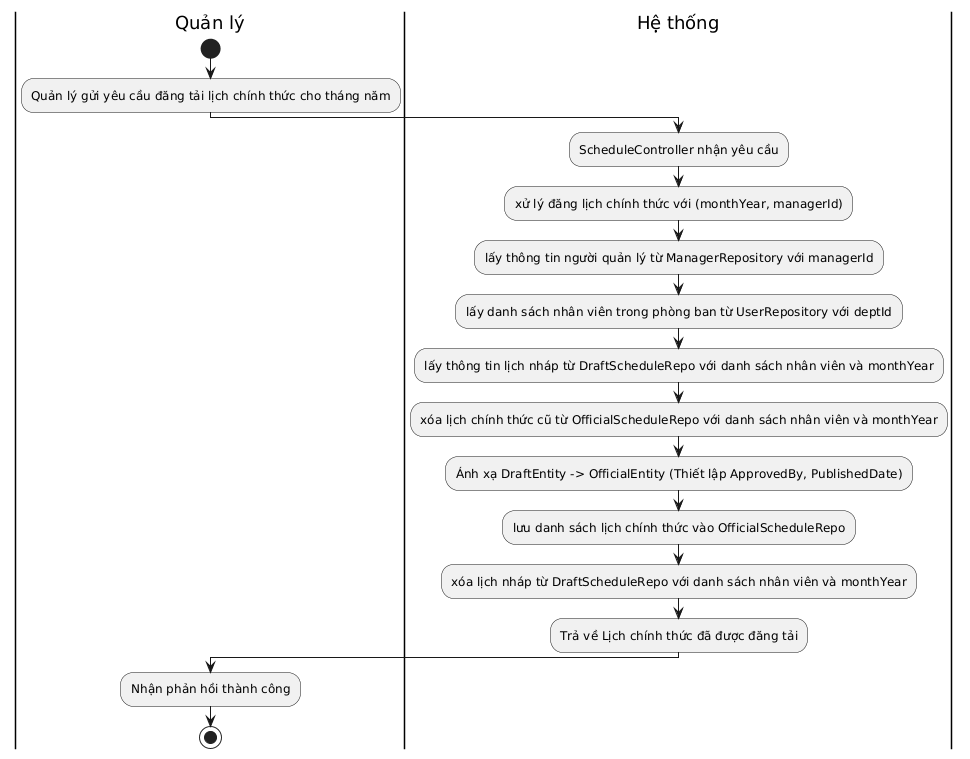 Quản lý
Hệ thống
Quản lý gửi yêu cầu đăng tải lịch chính thức cho tháng năm
ScheduleController nhận yêu cầu
xử lý đăng lịch chính thức với (monthYear, managerId)
lấy thông tin người quản lý từ ManagerRepository với managerId
lấy danh sách nhân viên trong phòng ban từ UserRepository với deptId
lấy thông tin lịch nháp từ DraftScheduleRepo với danh sách nhân viên và monthYear
xóa lịch chính thức cũ từ OfficialScheduleRepo với danh sách nhân viên và monthYear
Ánh xạ DraftEntity -> OfficialEntity (Thiết lập ApprovedBy, PublishedDate)
lưu danh sách lịch chính thức vào OfficialScheduleRepo
xóa lịch nháp từ DraftScheduleRepo với danh sách nhân viên và monthYear
Trả về Lịch chính thức đã được đăng tải
Nhận phản hồi thành công